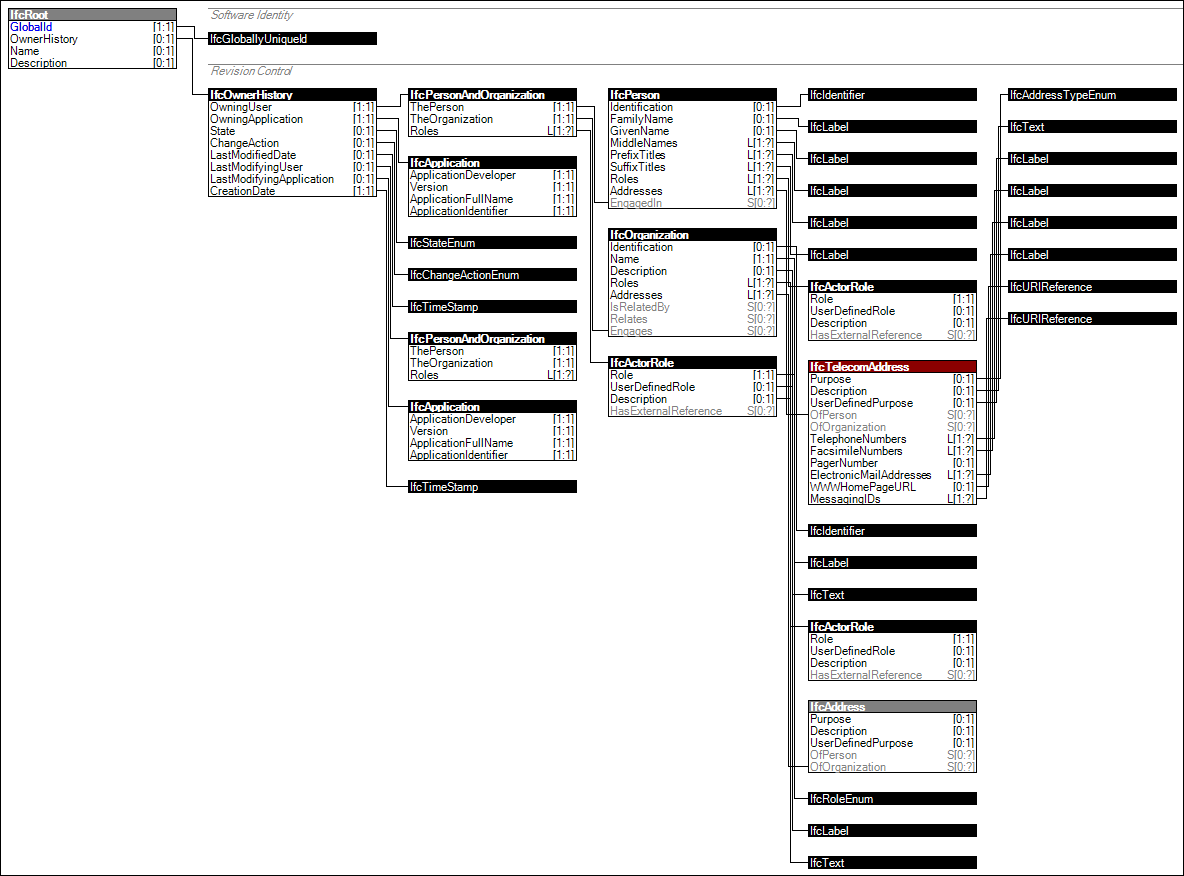 IfcRoot
GlobalId [1:1]
OwnerHistory [0:1]
Name [0:1]
Description [0:1]
Software Identity
IfcGloballyUniqueId
Revision Control
IfcOwnerHistory
OwningUser [1:1]
OwningApplication [1:1]
State [0:1]
ChangeAction [0:1]
LastModifiedDate [0:1]
LastModifyingUser [0:1]
LastModifyingApplication [0:1]
CreationDate [1:1]
IfcPersonAndOrganization
ThePerson [1:1]
TheOrganization [1:1]
Roles L[1:?]
IfcApplication
ApplicationDeveloper [1:1]
Version [1:1]
ApplicationFullName [1:1]
ApplicationIdentifier [1:1]
IfcStateEnum
IfcChangeActionEnum
IfcTimeStamp
IfcPersonAndOrganization
ThePerson [1:1]
TheOrganization [1:1]
Roles L[1:?]
IfcApplication
ApplicationDeveloper [1:1]
Version [1:1]
ApplicationFullName [1:1]
ApplicationIdentifier [1:1]
IfcTimeStamp
IfcPerson
Identification [0:1]
FamilyName [0:1]
GivenName [0:1]
MiddleNames L[1:?]
PrefixTitles L[1:?]
SuffixTitles L[1:?]
Roles L[1:?]
Addresses L[1:?]
EngagedIn S[0:?]
IfcOrganization
Identification [0:1]
Name [1:1]
Description [0:1]
Roles L[1:?]
Addresses L[1:?]
IsRelatedBy S[0:?]
Relates S[0:?]
Engages S[0:?]
IfcActorRole
Role [1:1]
UserDefinedRole [0:1]
Description [0:1]
HasExternalReference S[0:?]
IfcIdentifier
IfcLabel
IfcLabel
IfcLabel
IfcLabel
IfcLabel
IfcActorRole
Role [1:1]
UserDefinedRole [0:1]
Description [0:1]
HasExternalReference S[0:?]
IfcTelecomAddress
Purpose [0:1]
Description [0:1]
UserDefinedPurpose [0:1]
OfPerson S[0:?]
OfOrganization S[0:?]
TelephoneNumbers L[1:?]
FacsimileNumbers L[1:?]
PagerNumber [0:1]
ElectronicMailAddresses L[1:?]
WWWHomePageURL [0:1]
MessagingIDs L[1:?]
IfcIdentifier
IfcLabel
IfcText
IfcActorRole
Role [1:1]
UserDefinedRole [0:1]
Description [0:1]
HasExternalReference S[0:?]
IfcAddress
Purpose [0:1]
Description [0:1]
UserDefinedPurpose [0:1]
OfPerson S[0:?]
OfOrganization S[0:?]
IfcRoleEnum
IfcLabel
IfcText
IfcAddressTypeEnum
IfcText
IfcLabel
IfcLabel
IfcLabel
IfcLabel
IfcURIReference
IfcURIReference